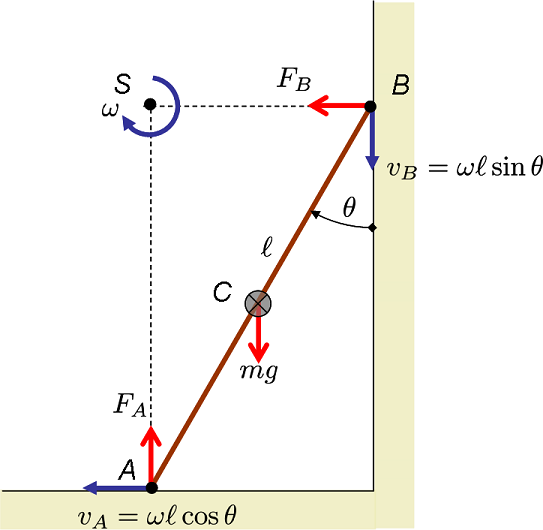 S
ω
F_B
B
v_B = ωℓ sin θ
θ
ℓ
C
mg
F_A
A
v_A = ωℓ cos θ